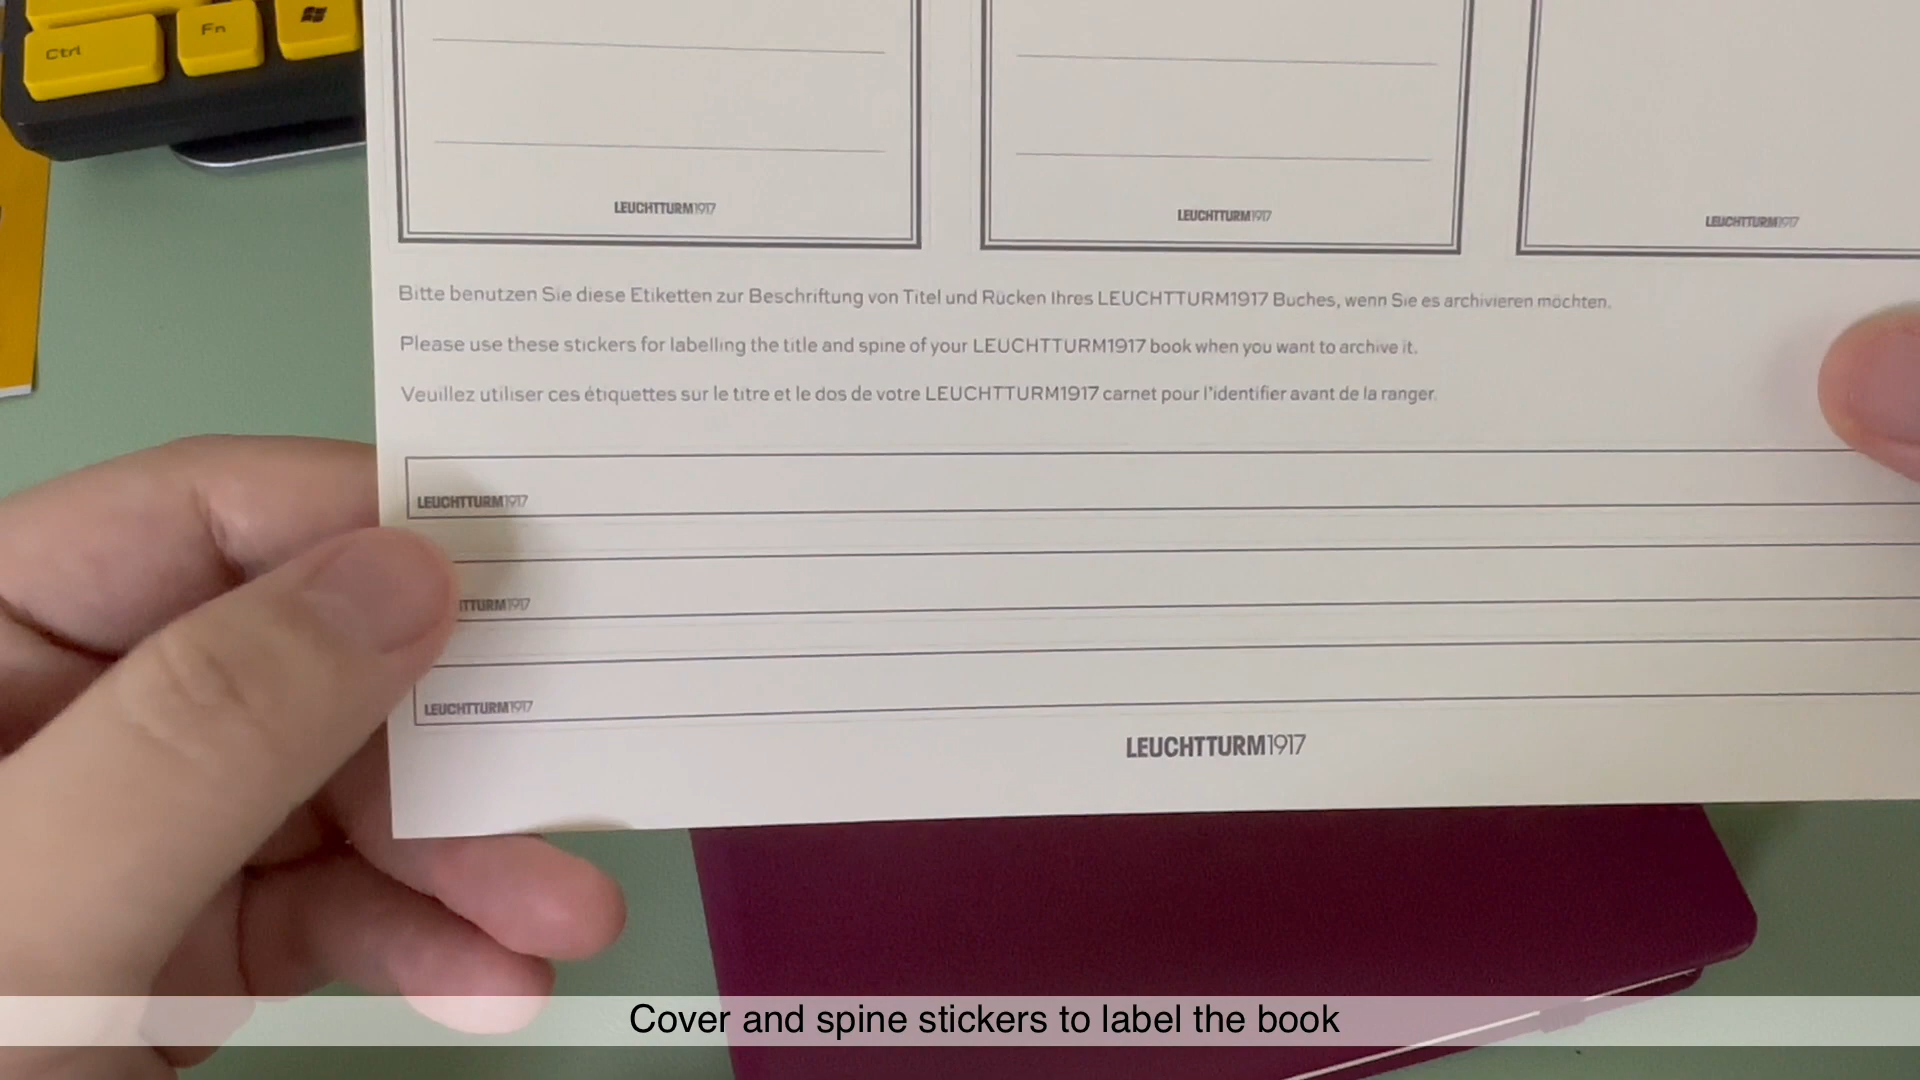 Ctrl
Fn
LEUCHTTURM1917
LEUCHTTURM1917
LEUCHTTURM1917
Bitte benutzen Sie diese Etiketten zur Beschriftung von Titel und Rücken Ihres LEUCHTTURM1917 Buches, wenn Sie es archivieren möchten.
Please use these stickers for labelling the title and spine of your LEUCHTTURM1917 book when you want to archive it.
Veuillez utiliser ces étiquettes sur le titre et le dos de votre LEUCHTTURM1917 carnet pour l'identifier avant de la ranger.
LEUCHTTURM1917
TTURM1917
LEUCHTTURM1917
LEUCHTTURM1917
Cover and spine stickers to label the book